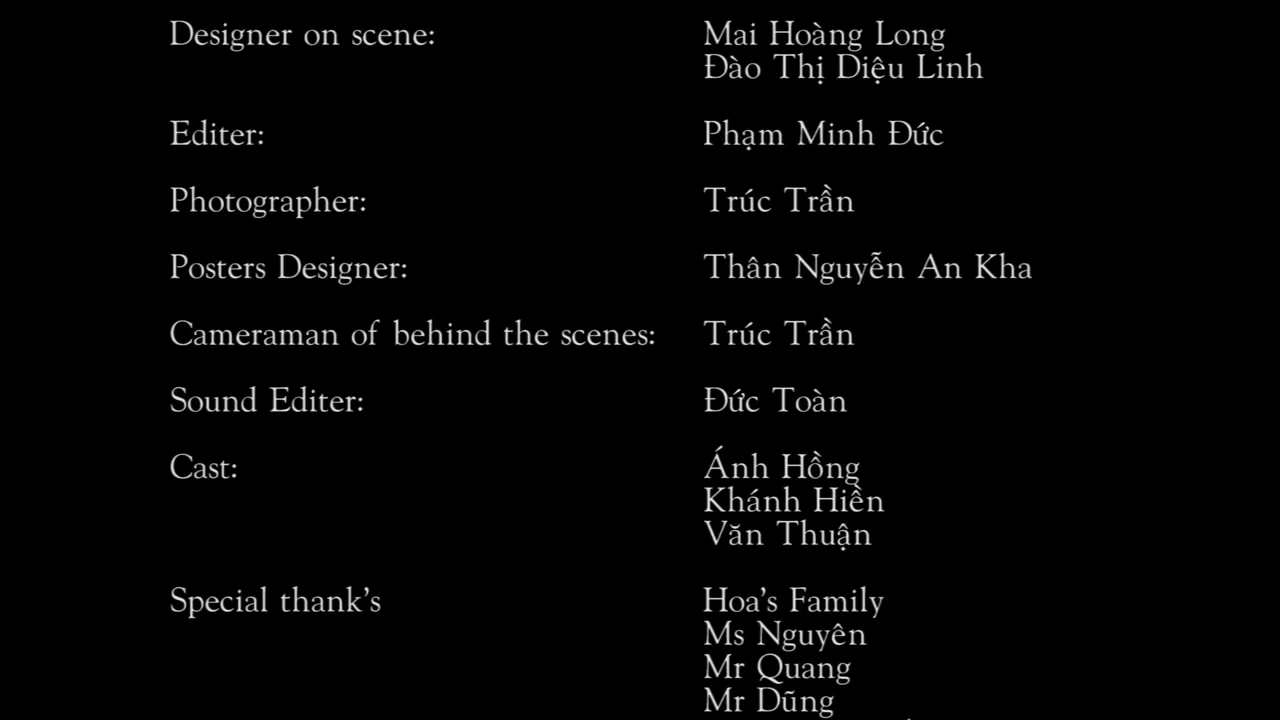 Designer on scene: Mai Hoàng Long
Đào Thị Diệu Linh
Editer: Phạm Minh Đức
Photographer: Trúc Trần
Posters Designer: Thân Nguyễn An Kha
Cameraman of behind the scenes: Trúc Trần
Sound Editer: Đức Toàn
Cast: Ánh Hồng
Khánh Hiền
Văn Thuận
Special thank’s Hoa’s Family
Ms Nguyên
Mr Quang
Mr Dũng